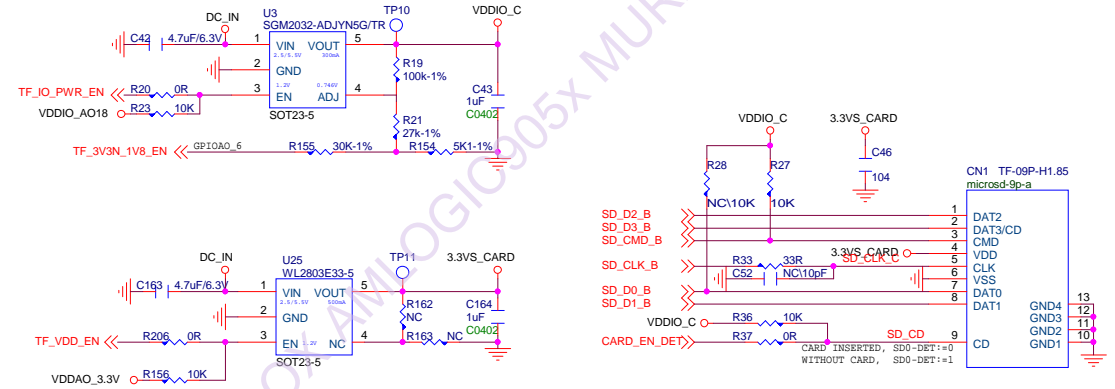 U3
SGM2032-ADJYN5G/TR
DC_IN
TP10
VDDIO_C
C42
4.7uF/6.3V
1
VIN
VOUT
5
2.5/5.5V
300mA
2
GND
R19
100k-1%
TF_IO_PWR_EN
R20
0R
3
1.2V
0.746V
EN
ADJ
4
C43
1uF
C0402
VDDIO_AO18
R23
10K
SOT23-5
R21
27k-1%
TF_3V3N_1V8_EN
GPIOAO_6
R155
30K-1%
R154
5K1-1%
VDDIO_C
3.3VS_CARD
C46
104
R28
R27
NC\10K
10K
CN1 TF-09P-H1.85
microsd-9p-a
SD_D2_B
1
DAT2
SD_D3_B
2
DAT3/CD
SD_CMD_B
3
CMD
3.3VS_CARD
4
VDD
SD_CLK_B
R33
33R
SD_CLK_C
5
CLK
C52
NC\10pF
6
VSS
SD_D0_B
7
DAT0
SD_D1_B
8
DAT1
GND4
13
GND3
12
GND2
11
GND1
10
VDDIO_C
R36
10K
CARD_EN_DET
R37
0R
SD_CD
9
CD
CARD INSERTED, SD0-DET:=0
WITHOUT CARD, SD0-DET:=1
DC_IN
U25
WL2803E33-5
TP11
3.3VS_CARD
C163
4.7uF/6.3V
1
VIN
VOUT
5
2.5/5.5V
500mA
2
GND
R162
NC
C164
1uF
C0402
TF_VDD_EN
R206
0R
3
EN
1.2V
NC
4
R163
NC
SOT23-5
VDDAO_3.3V
R156
10K
OX AMLOGIC905x MUR